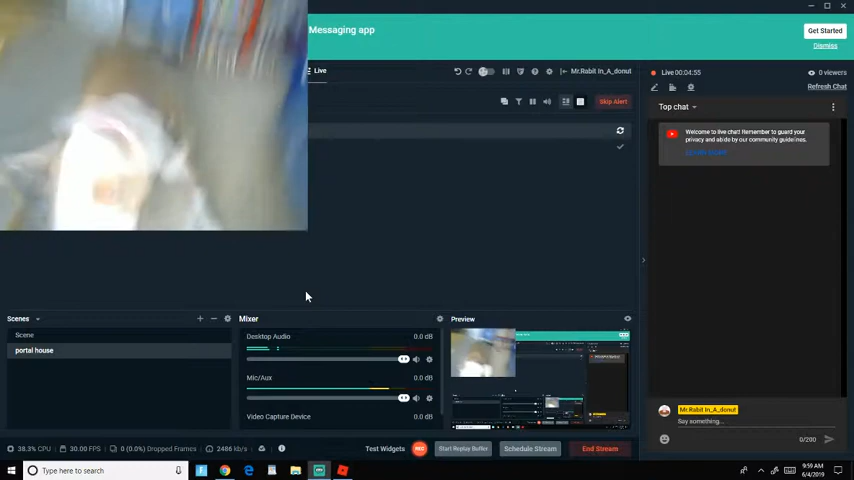 Messaging app
Get Started
Dismiss
Live
Mr.Rabit In_A_donut
Live 00:04:55
0 viewers
Refresh Chat
Skip Alert
Top chat
Welcome to live chat! Remember to guard your
privacy and abide by our community guidelines.
Scenes
Scene
portal house
Mixer
Desktop Audio
0.0 dB
Mic/Aux
0.0 dB
Video Capture Device
Preview
Mr.Rabit In_A_donut
Say something...
0/200
38.3% CPU
30.00 FPS
0 (0.0%) Dropped Frames
2486 kb/s
Test Widgets
REC
Start Replay Buffer
Schedule Stream
End Stream
Type here to search
9:59 AM
6/4/2019